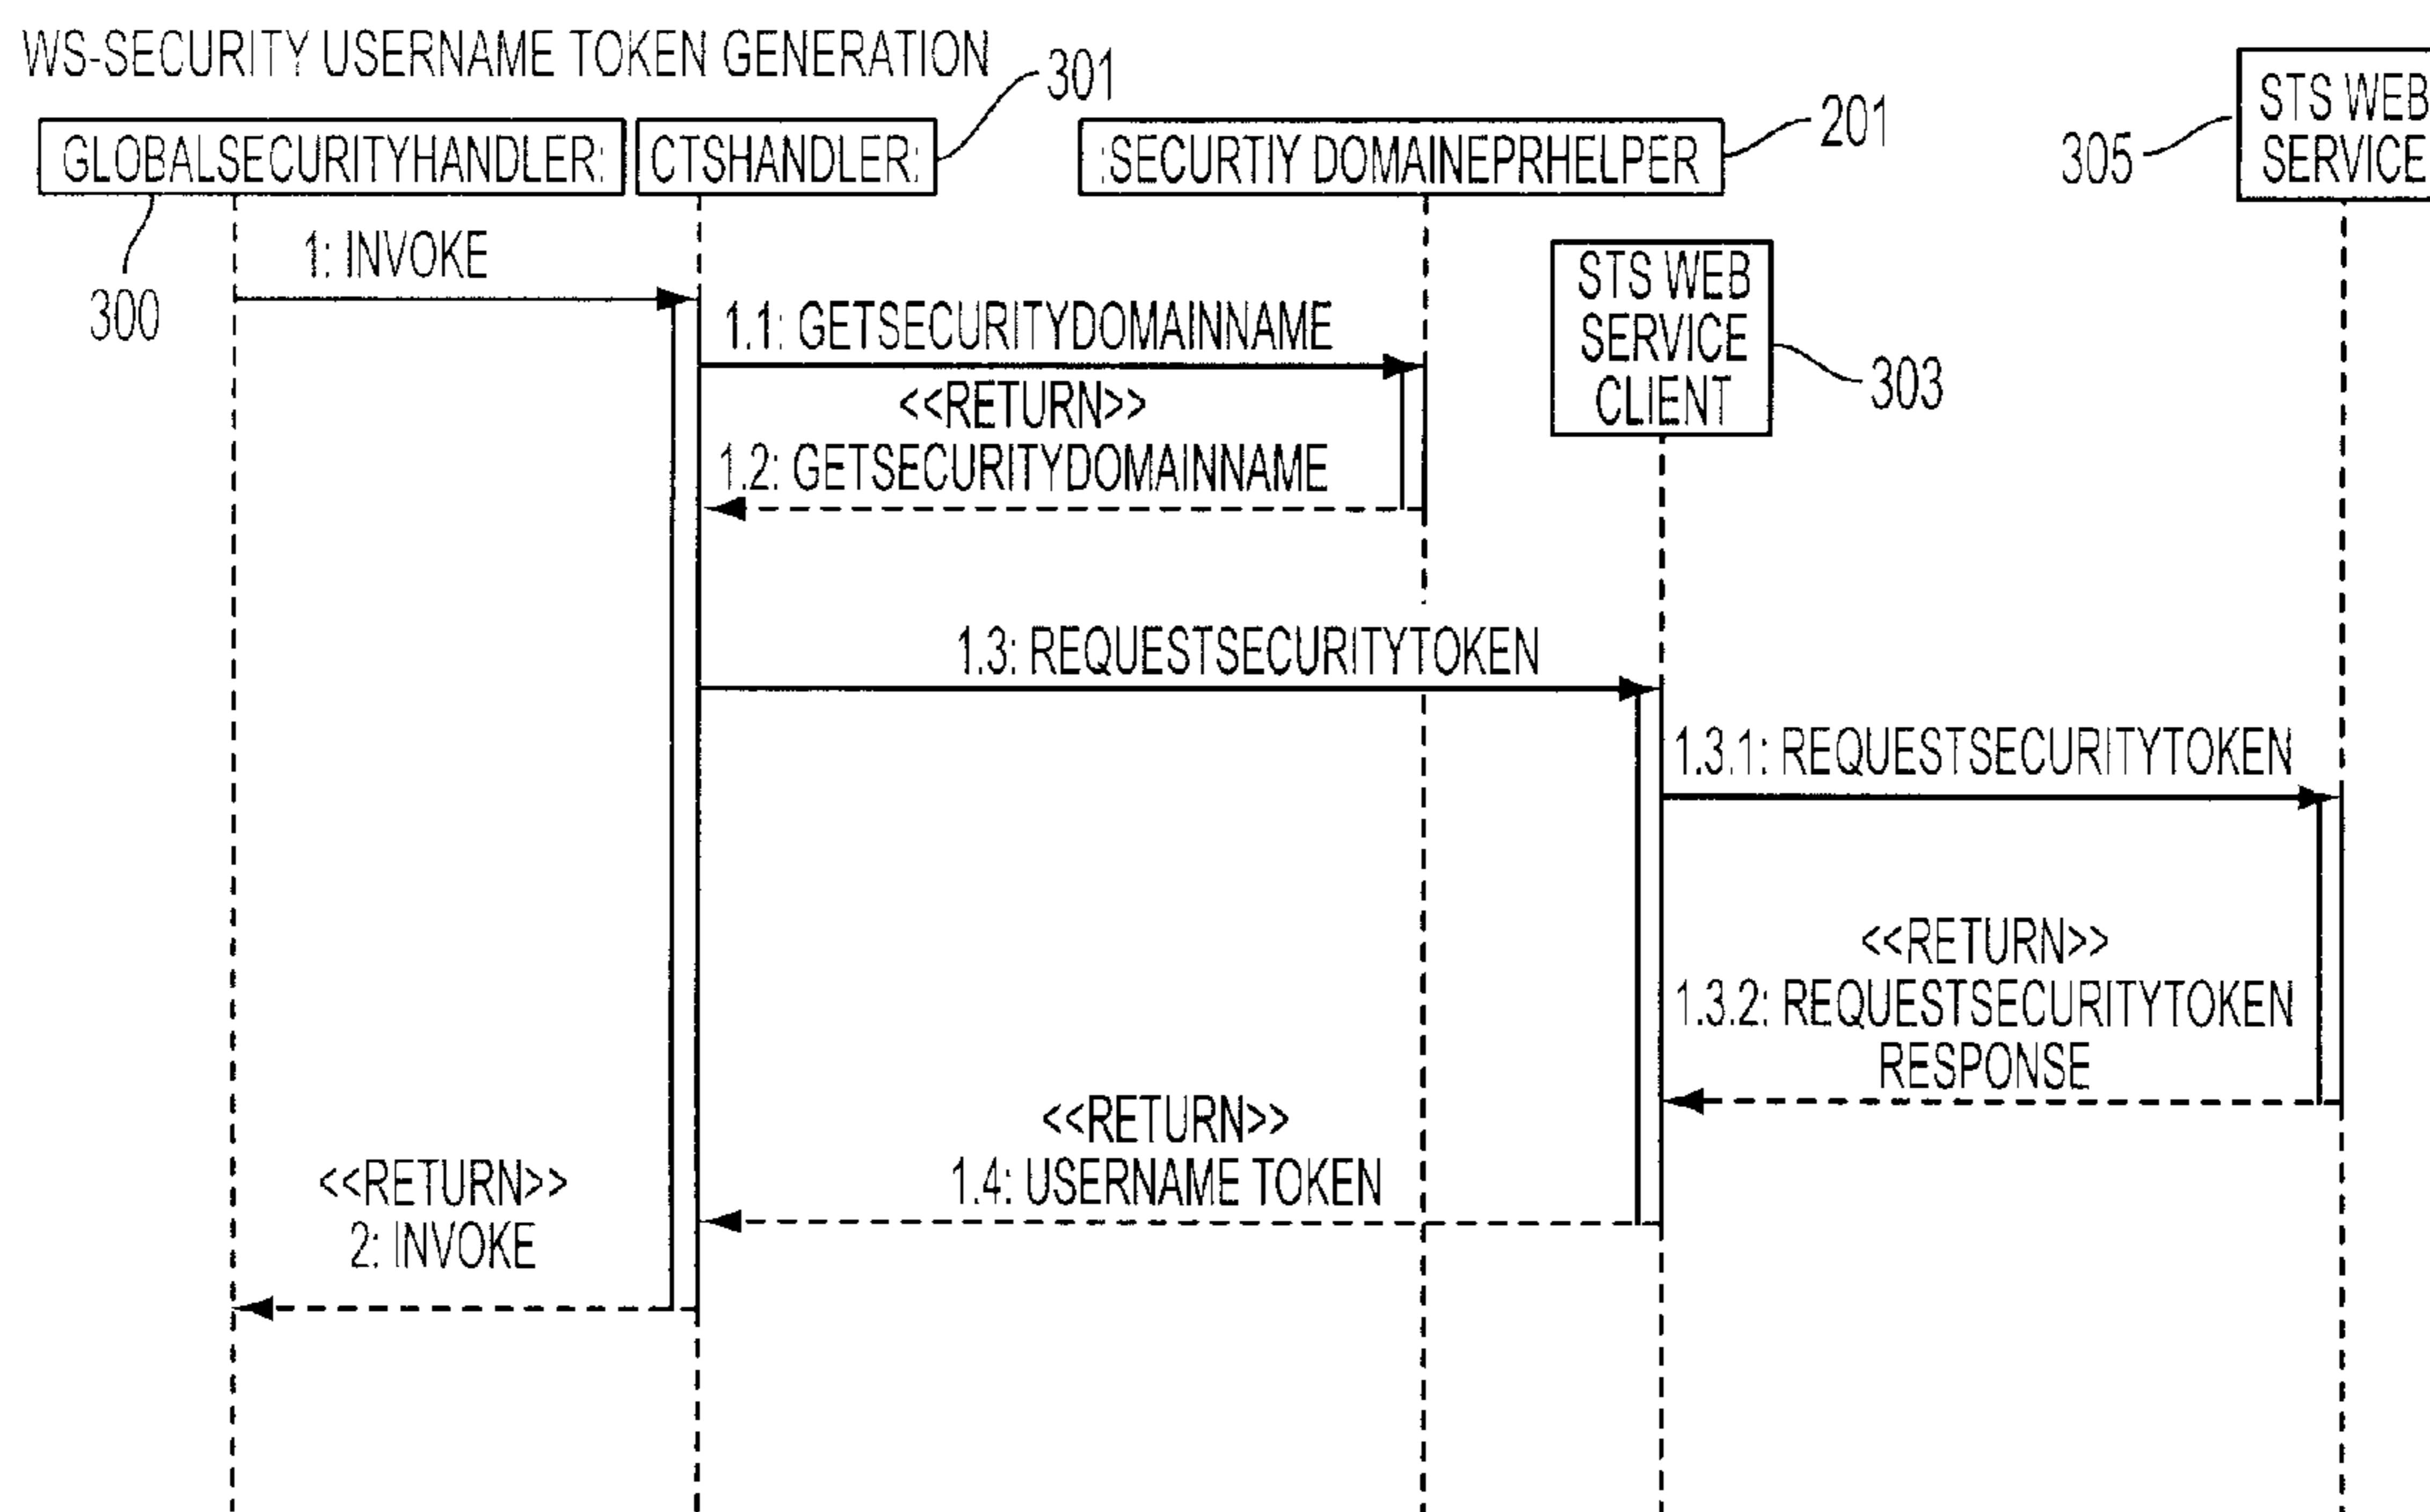 WS-SECURITY USERNAME TOKEN GENERATION
301
201
305
STS WEB
SERVICE
GLOBALSECURITYHANDLER:
CTSHANDLER:
:SECURTIY DOMAINEPRHELPER
300
1: INVOKE
STS WEB
SERVICE
CLIENT
303
1.1: GETSECURITYDOMAINNAME
<<RETURN>>
1.2: GETSECURITYDOMAINNAME
1.3: REQUESTSECURITYTOKEN
1.3.1: REQUESTSECURITYTOKEN
<<RETURN>>
1.3.2: REQUESTSECURITYTOKEN
RESPONSE
<<RETURN>>
1.4: USERNAME TOKEN
<<RETURN>>
2: INVOKE